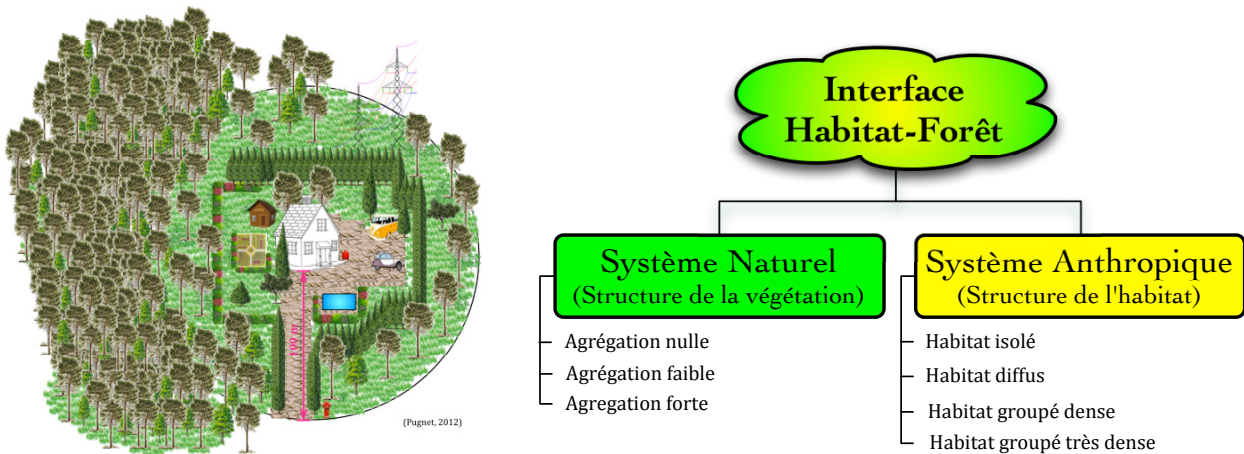 100 m
(Pugnet, 2012)
Interface
Habitat-Forêt
Système Naturel
(Structure de la végétation)
Agrégation nulle
Agrégation faible
Agregation forte
Système Anthropique
(Structure de l'habitat)
Habitat isolé
Habitat diffus
Habitat groupé dense
Habitat groupé très dense